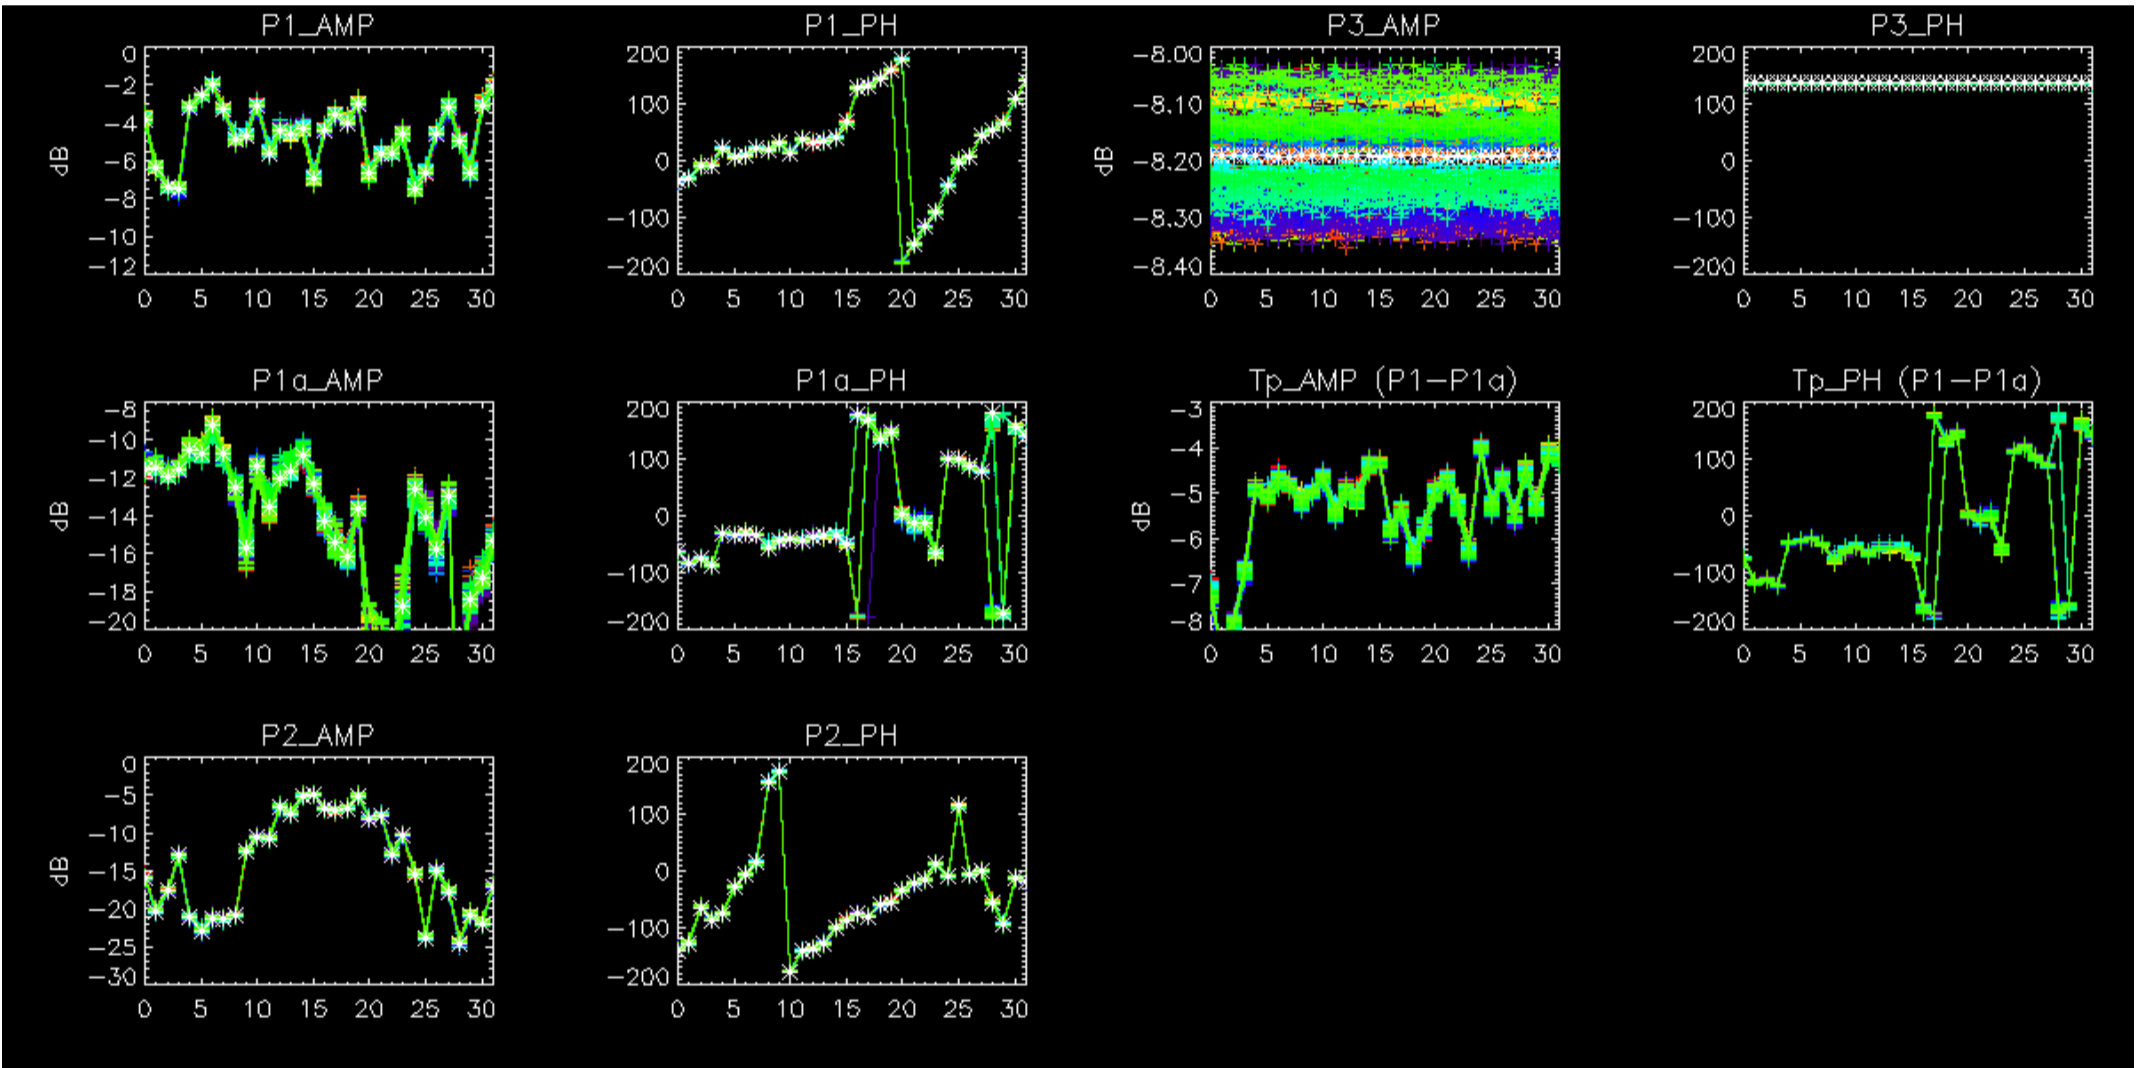 P1_AMP
P1_PH
P3_AMP
P3_PH
dB
0
−2
−4
−6
−8
−10
−12
0 5 10 15 20 25 30
200
100
0
−100
−200
0 5 10 15 20 25 30
dB
−8.00
−8.10
−8.20
−8.30
−8.40
0 5 10 15 20 25 30
200
100
0
−100
−200
0 5 10 15 20 25 30
P1a_AMP
P1a_PH
Tp_AMP (P1−P1a)
Tp_PH (P1−P1a)
dB
−8
−10
−12
−14
−16
−18
−20
0 5 10 15 20 25 30
200
100
0
−100
−200
0 5 10 15 20 25 30
dB
−3
−4
−5
−6
−7
−8
0 5 10 15 20 25 30
200
100
0
−100
−200
0 5 10 15 20 25 30
P2_AMP
P2_PH
dB
0
−5
−10
−15
−20
−25
−30
0 5 10 15 20 25 30
200
100
0
−100
−200
0 5 10 15 20 25 30